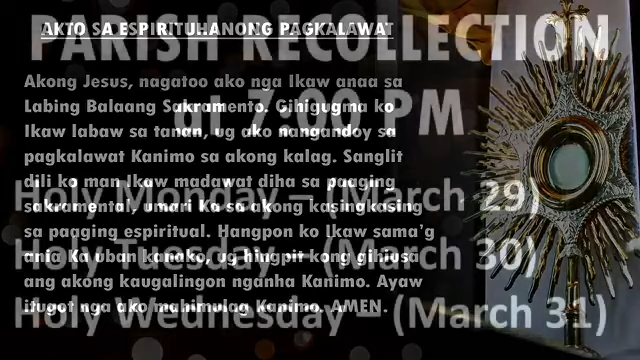 PARISH RECOLLECTION
at 7:00 PM
Holy Monday – (March 29)
Holy Tuesday – (March 30)
Holy Wednesday – (March 31)
AKTO SA ESPIRITUHANONG PAGKALAWAT
Akong Jesus, nagatoo ako nga Ikaw anaa sa
Labing Balaang Sakramento. Gihigugma ko
Ikaw labaw sa tanan, ug ako nangandoy sa
pagkalawat Kanimo sa akong kalag. Sanglit
dili ko man Ikaw madawat diha sa paaging
sakramental, umari Ka sa akong kasingkasing
sa paaging espiritual. Hangpon ko Ikaw sama'g
ania Ka uban kanako, ug hingpit kong gihiusa
ang akong kaugalingon nganha Kanimo. Ayaw
itugot nga ako mahimulag Kanimo. AMEN.